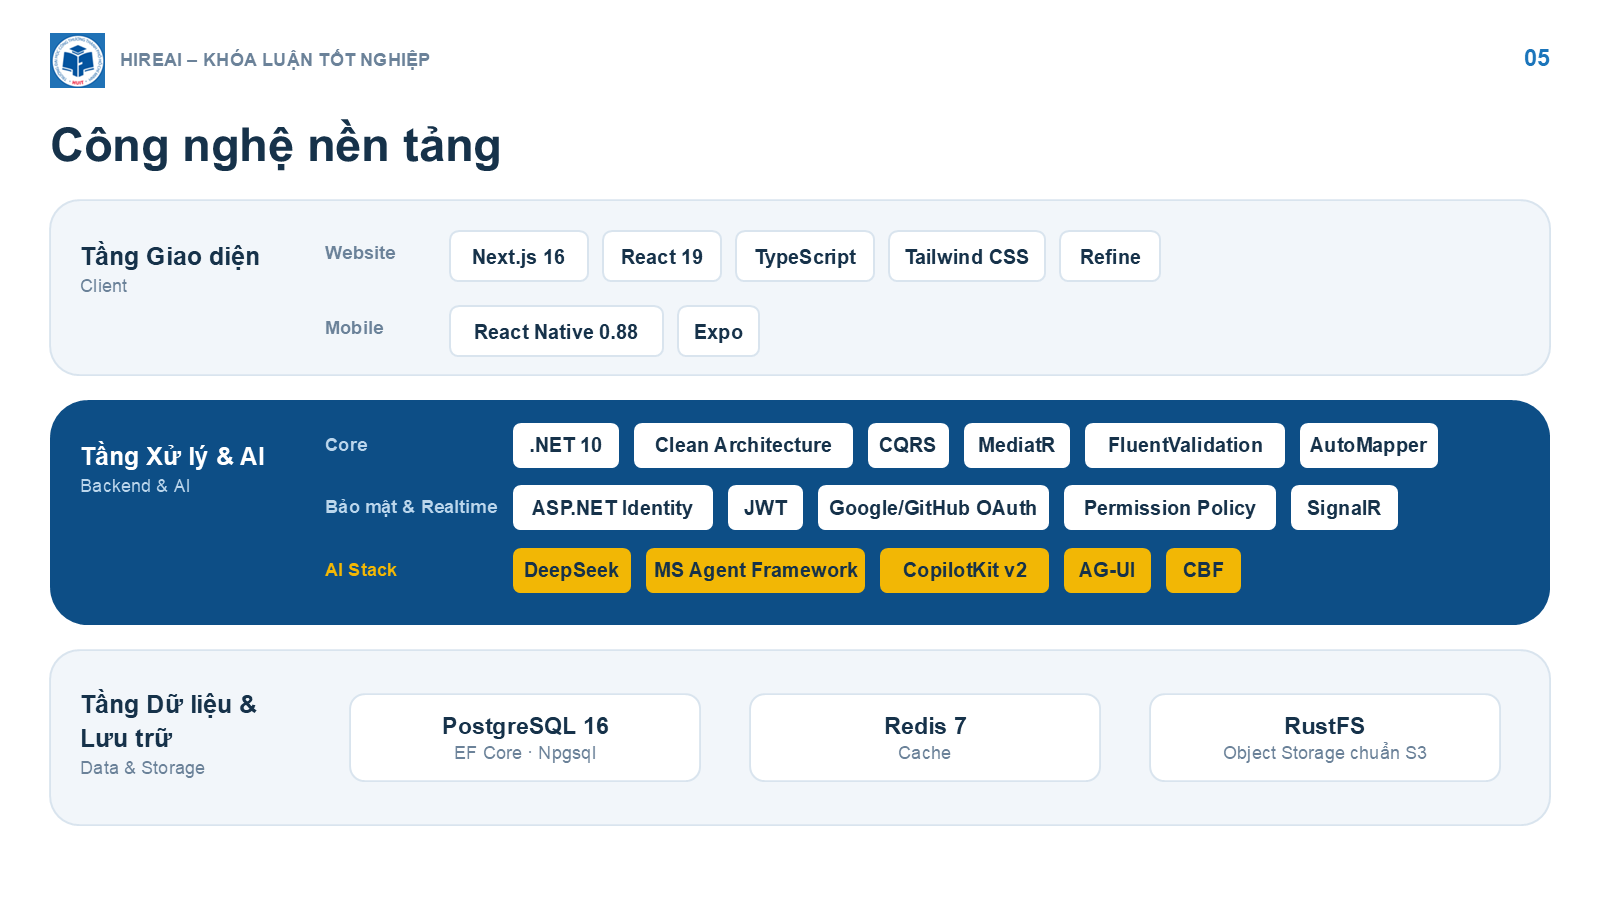 HIREAI – KHÓA LUẬN TỐT NGHIỆP
05
Công nghệ nền tảng
Tầng Giao diện
Client
Website
Next.js 16
React 19
TypeScript
Tailwind CSS
Refine
Mobile
React Native 0.88
Expo
Tầng Xử lý & AI
Backend & AI
Core
.NET 10
Clean Architecture
CQRS
MediatR
FluentValidation
AutoMapper
Bảo mật & Realtime
ASP.NET Identity
JWT
Google/GitHub OAuth
Permission Policy
SignalR
AI Stack
DeepSeek
MS Agent Framework
CopilotKit v2
AG-UI
CBF
Tầng Dữ liệu &
Lưu trữ
Data & Storage
PostgreSQL 16
EF Core · Npgsql
Redis 7
Cache
RustFS
Object Storage chuẩn S3